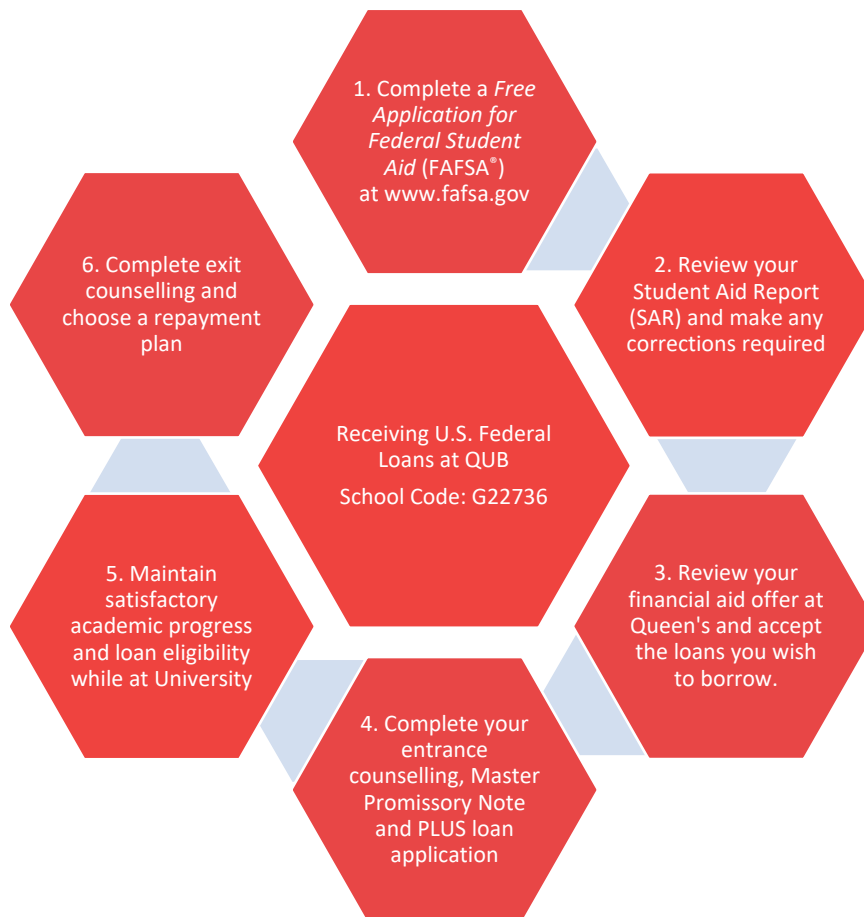 1. Complete a Free
Application for
Federal Student
Aid (FAFSA®)
at www.fafsa.gov
2. Review your
Student Aid Report
(SAR) and make any
corrections required
3. Review your
financial aid offer at
Queen's and accept
the loans you wish
to borrow.
4. Complete your
entrance
counselling, Master
Promissory Note
and PLUS loan
application
5. Maintain
satisfactory
academic progress
and loan eligibility
while at University
6. Complete exit
counselling and
choose a repayment
plan
Receiving U.S. Federal
Loans at QUB
School Code: G22736